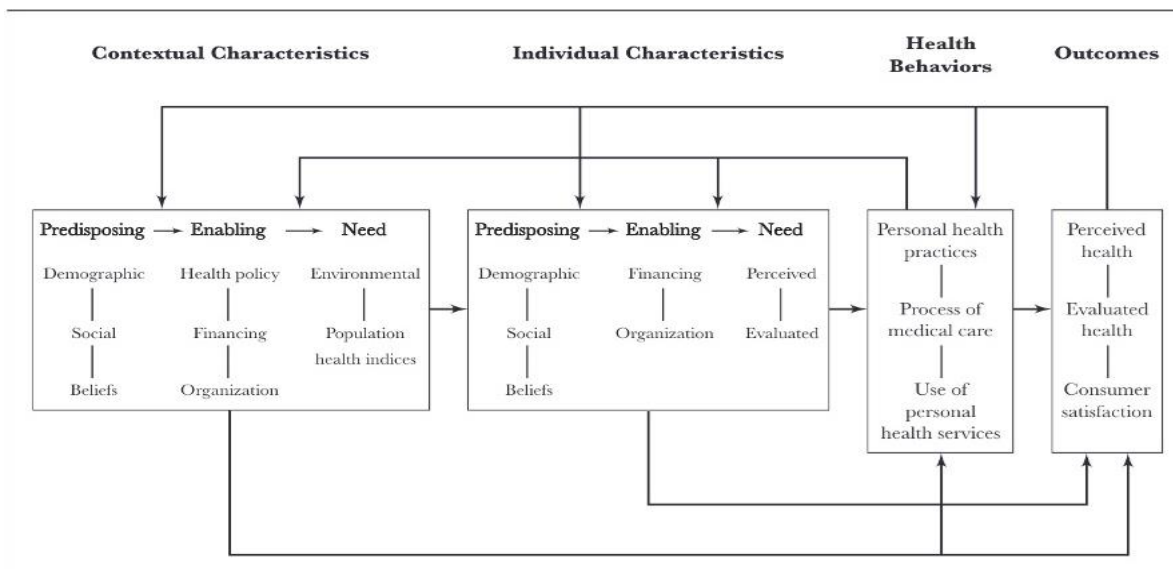 Contextual Characteristics
Individual Characteristics
Health
Behaviors
Outcomes
Predisposing
Enabling
Need
Demographic
Social
Beliefs
Health policy
Financing
Organization
Environmental
Population
health indices
Predisposing
Enabling
Need
Demographic
Social
Beliefs
Financing
Organization
Perceived
Evaluated
Personal health
practices
Process of
medical care
Use of
personal
health services
Perceived
health
Evaluated
health
Consumer
satisfaction